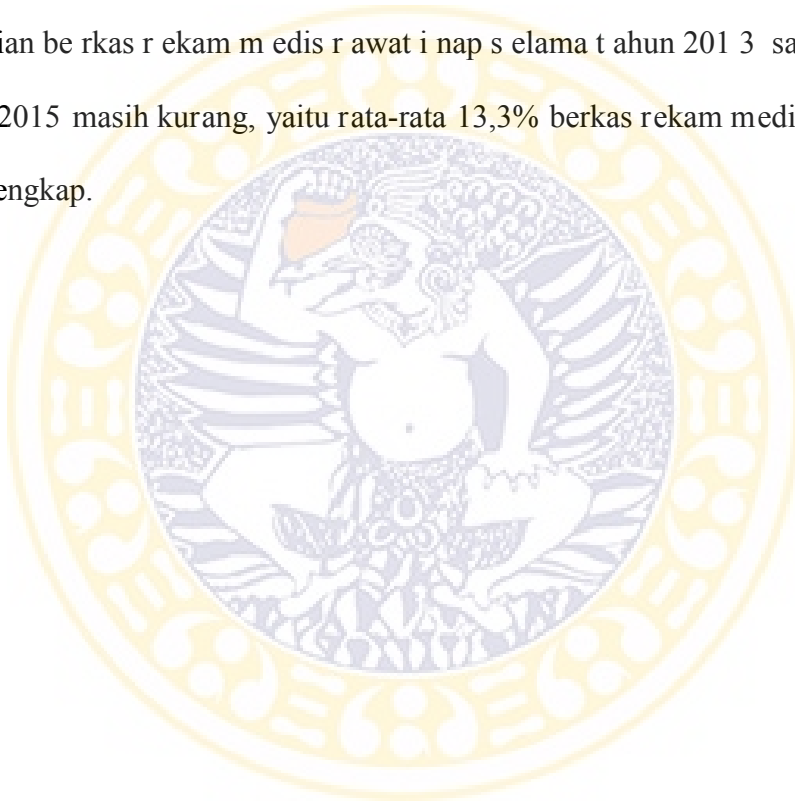 ian be rkas r ekam m edis r awat i nap s elama t ahun 201 3 sa
2015 masih kurang, yaitu rata-rata 13,3% berkas rekam medi
engkap.